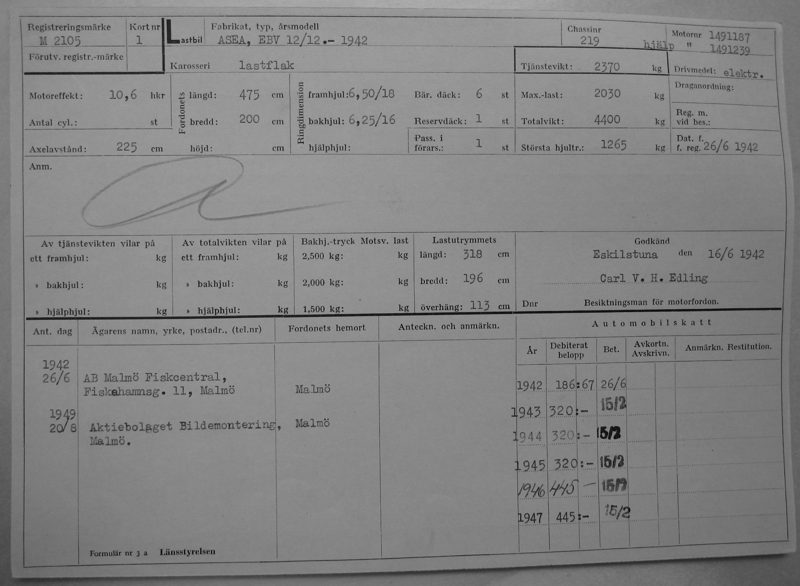 Registreringsmärke
M 2105
Kort nr
1
Lastbil
Fabrikat, typ, årsmodell
ASEA, EBV 12/12.- 1942
Chassinr
219
Motornr 1491187
hjälp " 1491239
Förutv. registr.-märke
Karosseri lastflak
Tjänstevikt: 2370 kg
Drivmedel: elektr.
Motoreffekt: 10,6 hkr
Fordonets
längd: 475 cm
Ringdimension
framhjul: 6,50/18
Bär. däck: 6 st
Max.-last: 2030 kg
Draganordning:
Antal cyl.: st
bredd: 200 cm
bakhjul: 6,25/16
Reservdäck: 1 st
Totalvikt: 4400 kg
Reg. m. vid bes.:
Axelavstånd: 225 cm
höjd: cm
hjälphjul:
Pass. i förars.: 1 st
Största hjultr.: 1265 kg
Dat. f. f. reg. 26/6 1942
Anm.
Av tjänstevikten vilar på
Av totalvikten vilar på
Bakhj.-tryck Motsv. last
Lastutrymmets
Godkänd
ett framhjul: kg
ett framhjul: kg
2,500 kg: kg
längd: 318 cm
Eskilstuna den 16/6 1942
» bakhjul: kg
» bakhjul: kg
2,000 kg: kg
bredd: 196 cm
Carl V. H. Edling
» hjälphjul: kg
» hjälphjul: kg
1,500 kg: kg
överhäng: 113 cm
Dnr Besiktningsman för motorfordon.
Ant. dag
Ägarens namn, yrke, postadr., (tel.nr)
Fordonets hemort
Anteckn. och anmärkn.
Automobilskatt
År
Debiterat belopp
Bet.
Avkortn. Avskrivn.
Anmärkn. Restitution.
1942
26/6 AB Malmö Fiskcentral,
Fiskehamnsg. 11, Malmö Malmö
1949
20/8 Aktiebolaget Bildemontering, Malmö
Malmö.
1942 186:67 26/6
1943 320:- 15/2
1944 320:- 15/2
1945 320:- 15/2
1946 445 - 15/2
1947 445:- 15/2
Formulär nr 3 a Länsstyrelsen